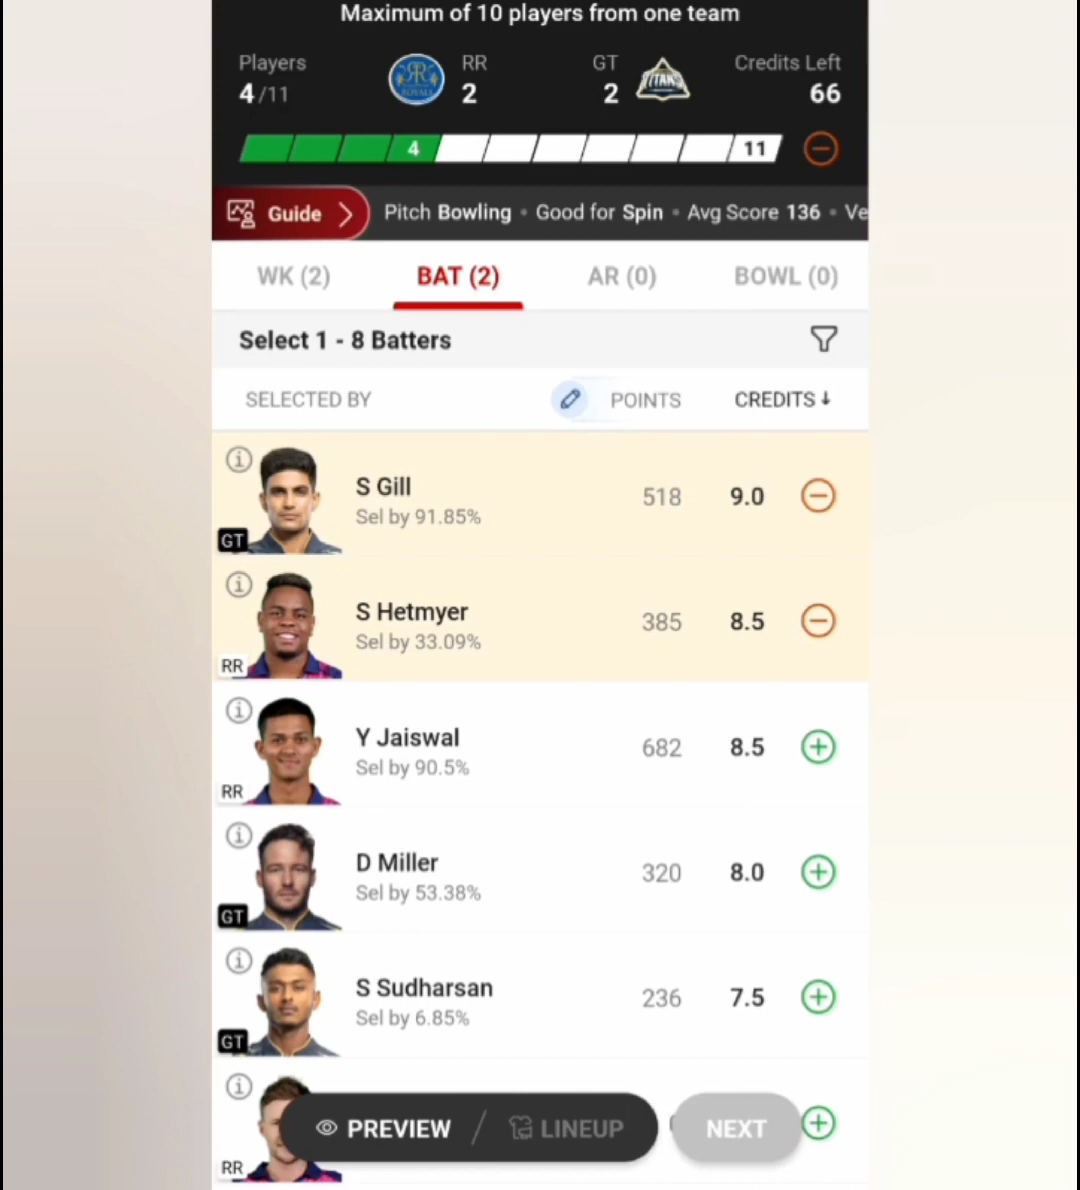 Maximum of 10 players from one team
Players RR GT Credits Left
4/11 2 2 66
RR
ROYALS
TITANS
4 11
Guide Pitch Bowling • Good for Spin • Avg Score 136 • Ve
WK (2) BAT (2) AR (0) BOWL (0)
Select 1 - 8 Batters
SELECTED BY POINTS CREDITS ↓
S Gill 518 9.0
Sel by 91.85%
GT
S Hetmyer 385 8.5
Sel by 33.09%
RR
Y Jaiswal 682 8.5
Sel by 90.5%
RR
D Miller 320 8.0
Sel by 53.38%
GT
S Sudharsan 236 7.5
Sel by 6.85%
GT
PREVIEW / LINEUP NEXT
RR